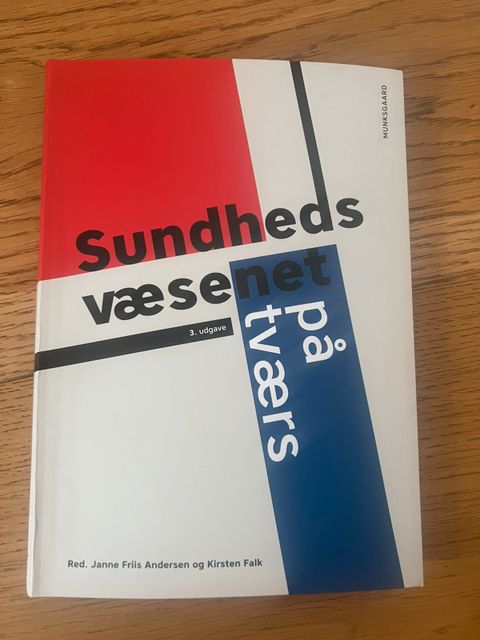 MUNKSGAARD
Sundheds
væsenet
på
tværs
3. udgave
Red. Janne Friis Andersen og Kirsten Falk